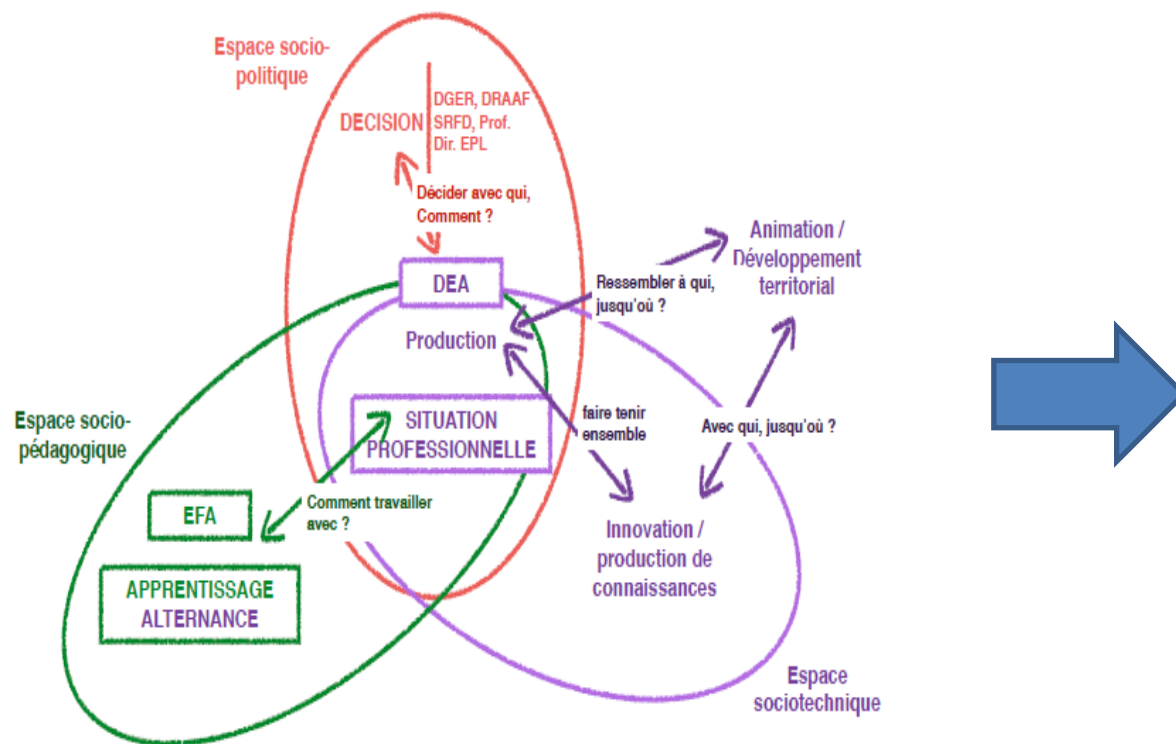 Espace socio-
politique
DECISION
DGER, DRAAF
SRFD, Prof.
Dir. EPL
Décider avec qui,
Comment ?
DEA
Production
Ressembler à qui,
jusqu'où ?
Animation /
Développement
territorial
Espace socio-
pédagogique
SITUATION
PROFESSIONNELLE
faire tenir
ensemble
Avec qui, jusqu'où ?
Comment travailler
avec ?
EFA
APPRENTISSAGE
ALTERNANCE
Innovation /
production de
connaissances
Espace
sociotechnique